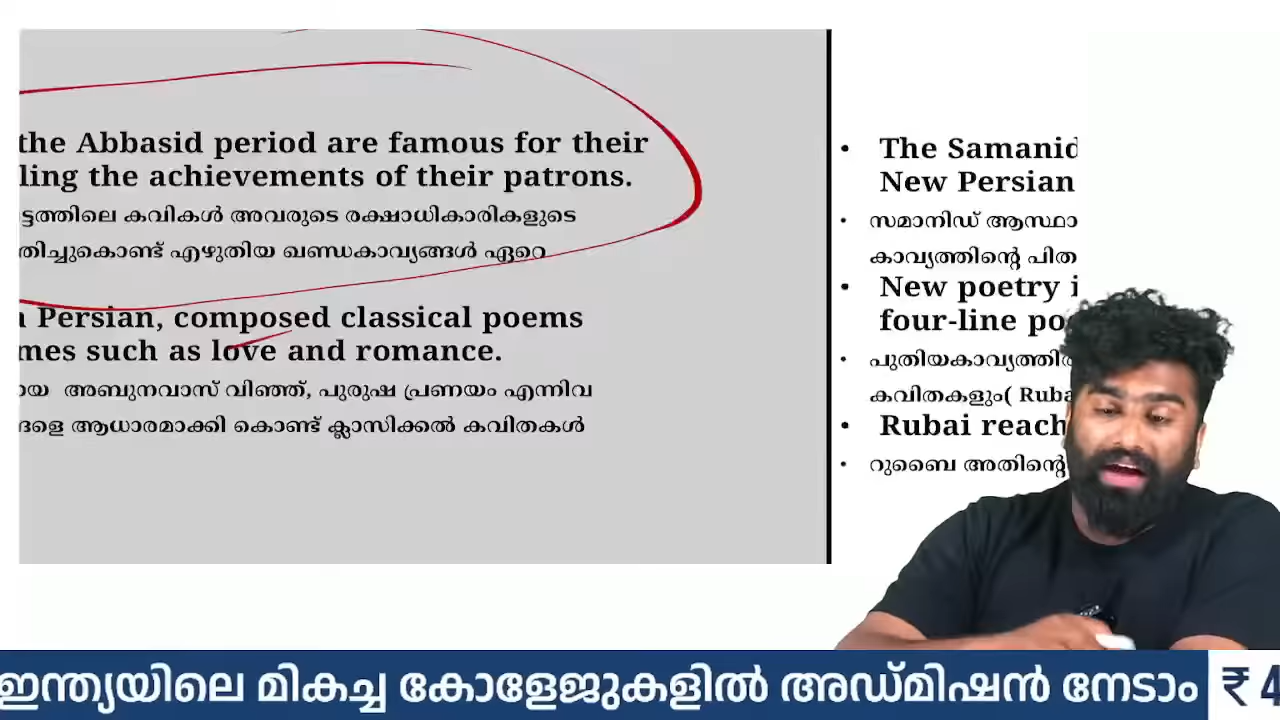 the Abbasid period are famous for their
ling the achievements of their patrons.
ട്ടത്തിലെ കവികൾ അവരുടെ രക്ഷാധികാരികളുടെ
തിച്ചുകൊണ്ട് എഴുതിയ ഖണ്ഡകാവ്യങ്ങൾ ഏറെ
Persian, composed classical poems
mes such as love and romance.
യെ അബുനവാസ് വിഞ്ഞ്, പുരുഷ പ്രണയം എന്നിവ
ളെ ആധാരമാക്കി കൊണ്ട് ക്ലാസിക്കൽ കവിതകൾ
• The Samanid
New Persian
• സമാനിഡ് ആസ്ഥാ
കാവ്യത്തിന്റെ പിത
• New poetry i
four-line po
• പുതിയകാവ്യത്തിൽ
കവിതകളും( Ruba
• Rubai reach
• റുബൈ അതിന്റെ
ഇന്ത്യയിലെ മികച്ച കോളേജുകളിൽ അഡ്മിഷൻ നേടാം ₹ 4